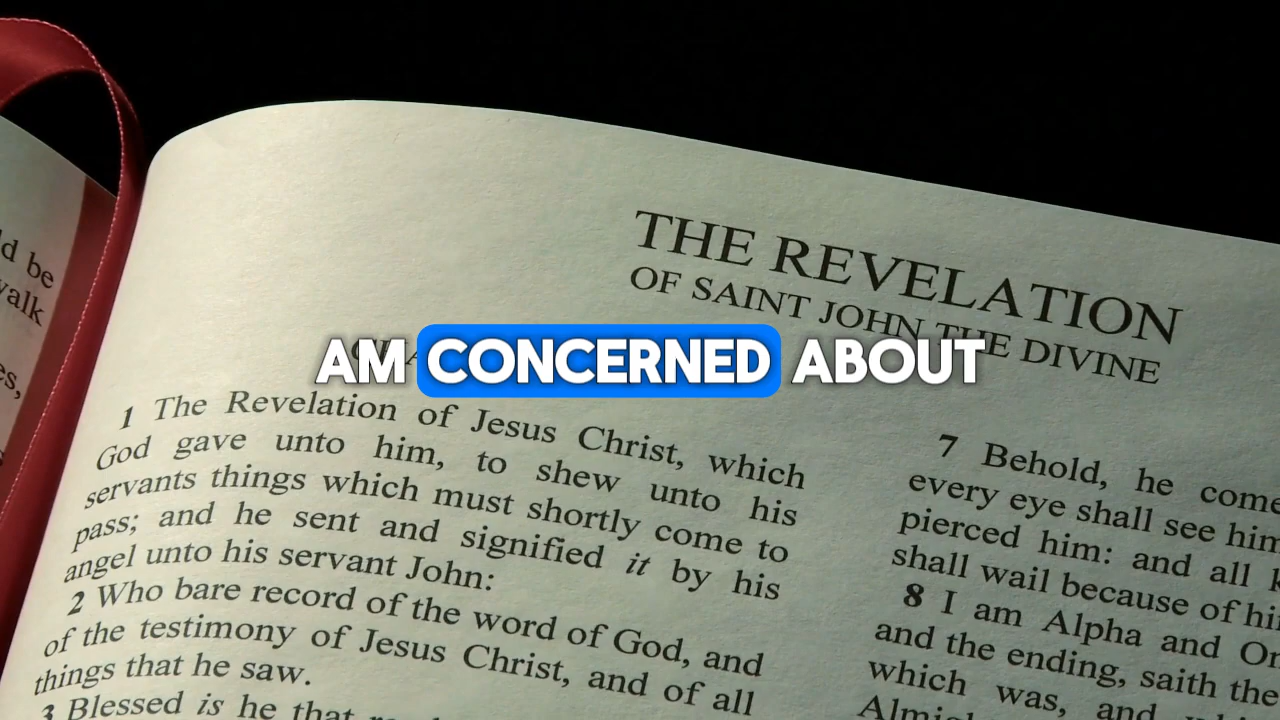 ld be
walk
es,
THE REVELATION
OF SAINT JOHN THE DIVINE
AM CONCERNED ABOUT
1 The Revelation of Jesus Christ, which
God gave unto him, to shew unto his
servants things which must shortly come to
pass; and he sent and signified it by his
angel unto his servant John:
2 Who bare record of the word of God, and
of the testimony of Jesus Christ, and of all
things that he saw.
3 Blessed is he that
7 Behold, he come
every eye shall see him
pierced him: and all k
shall wail because of hi
8 I am Alpha and On
and the ending, saith the
which was, and